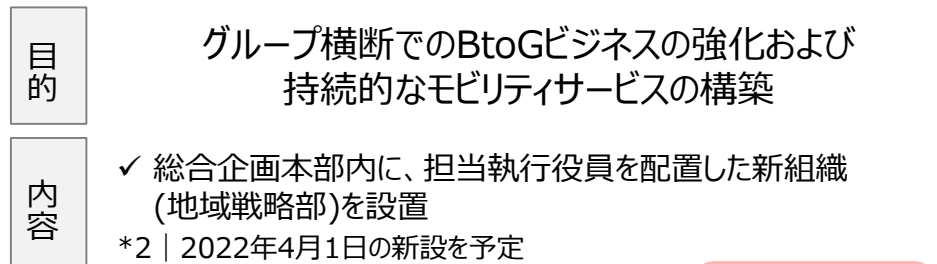 目的
グループ横断でのBtoGビジネスの強化および
持続的なモビリティサービスの構築
内容
✓ 総合企画本部内に、担当執行役員を配置した新組織
(地域戦略部)を設置
*2｜2022年4月1日の新設を予定